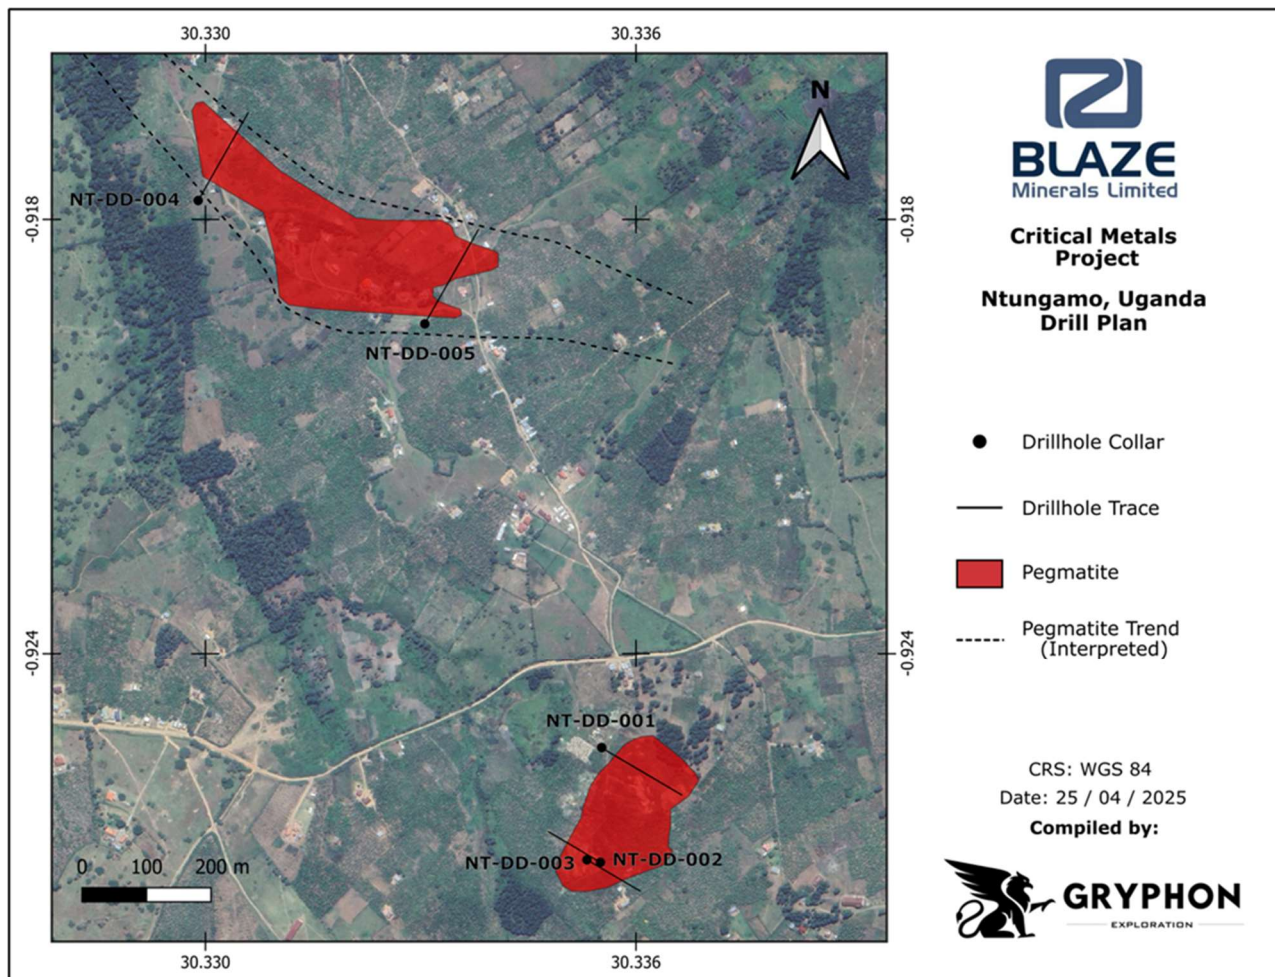 30.330
30.336
N
-0.918
-0.918
NT-DD-004
NT-DD-005
-0.924
-0.924
NT-DD-001
NT-DD-003
NT-DD-002
0 100 200 m
30.330
30.336
BLAZE
Minerals Limited
Critical Metals
Project
Ntungamo, Uganda
Drill Plan
Drillhole Collar
Drillhole Trace
Pegmatite
Pegmatite Trend
(Interpreted)
CRS: WGS 84
Date: 25 / 04 / 2025
Compiled by:
GRYPHON
EXPLORATION